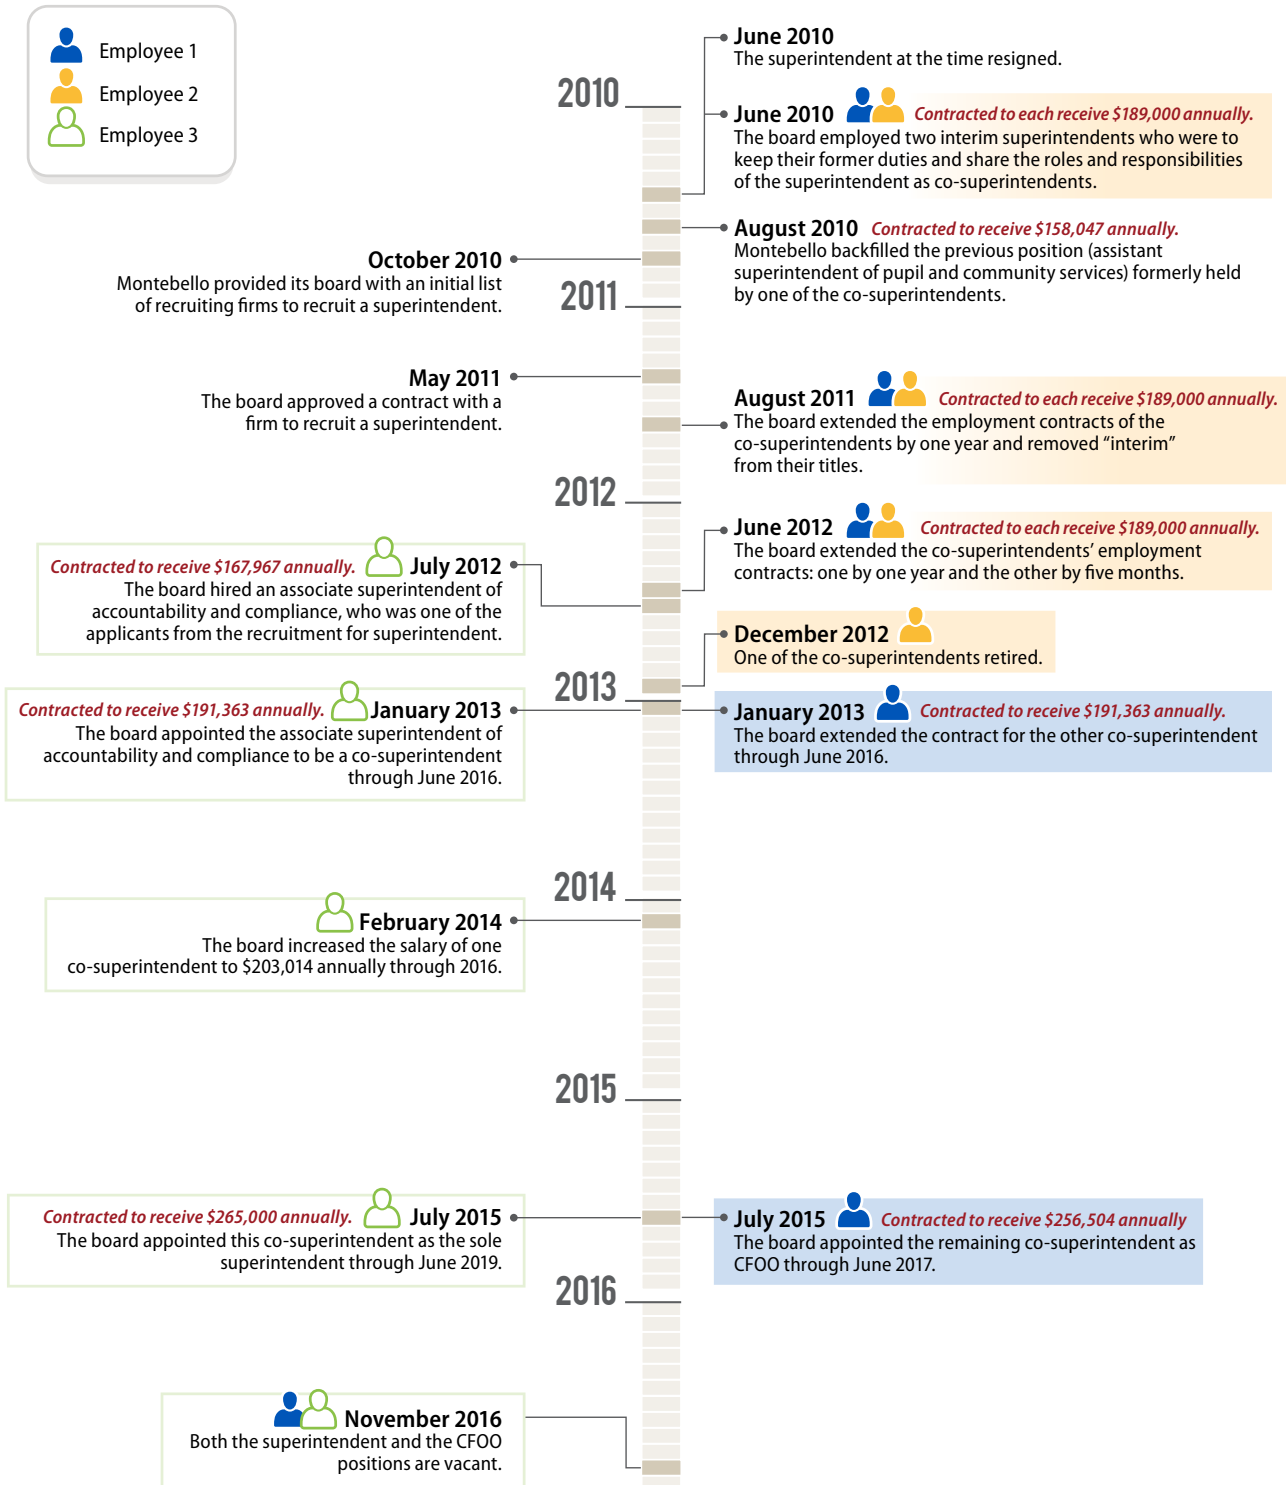 Employee 1
Employee 2
Employee 3
June 2010
The superintendent at the time resigned.
2010
June 2010 Contracted to each receive $189,000 annually.
The board employed two interim superintendents who were to
keep their former duties and share the roles and responsibilities
of the superintendent as co-superintendents.
August 2010 Contracted to receive $158,047 annually.
Montebello backfilled the previous position (assistant
superintendent of pupil and community services) formerly held
by one of the co-superintendents.
October 2010
Montebello provided its board with an initial list
of recruiting firms to recruit a superintendent.
2011
May 2011
The board approved a contract with a
firm to recruit a superintendent.
August 2011 Contracted to each receive $189,000 annually.
The board extended the employment contracts of the
co-superintendents by one year and removed “interim”
from their titles.
2012
June 2012 Contracted to each receive $189,000 annually.
The board extended the co-superintendents’ employment
contracts: one by one year and the other by five months.
Contracted to receive $167,967 annually. July 2012
The board hired an associate superintendent of
accountability and compliance, who was one of the
applicants from the recruitment for superintendent.
December 2012
One of the co-superintendents retired.
2013
Contracted to receive $191,363 annually. January 2013
The board appointed the associate superintendent of
accountability and compliance to be a co-superintendent
through June 2016.
January 2013 Contracted to receive $191,363 annually.
The board extended the contract for the other co-superintendent
through June 2016.
2014
February 2014
The board increased the salary of one
co-superintendent to $203,014 annually through 2016.
2015
Contracted to receive $265,000 annually. July 2015
The board appointed this co-superintendent as the sole
superintendent through June 2019.
July 2015 Contracted to receive $256,504 annually
The board appointed the remaining co-superintendent as
CFOO through June 2017.
2016
November 2016
Both the superintendent and the CFOO
positions are vacant.